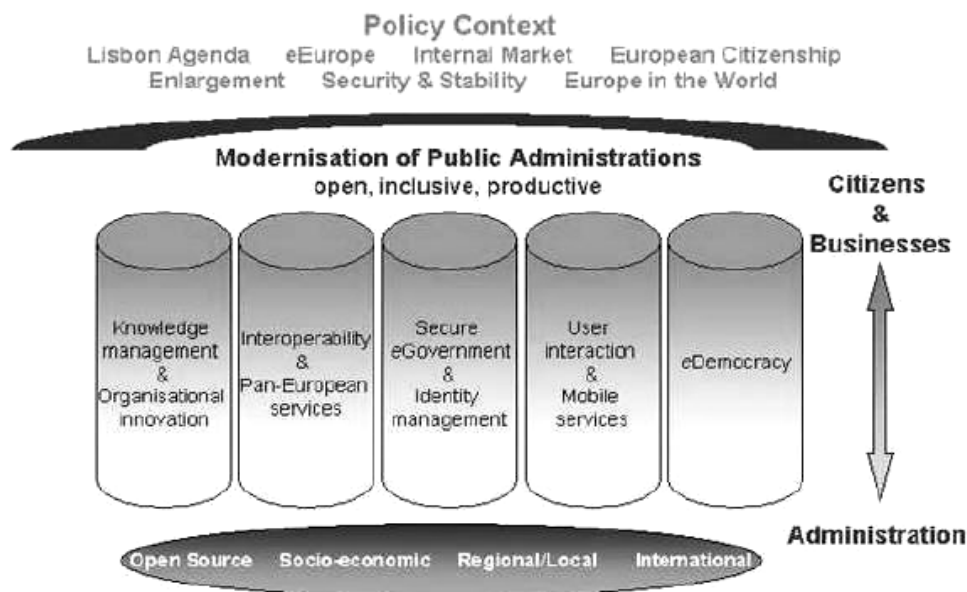 Policy Context
Lisbon Agenda eEurope Internal Market European Citizenship
Enlargement Security & Stability Europe in the World
Modernisation of Public Administrations
open, inclusive, productive
Citizens
&
Businesses
Knowledge
management
&
Organisational
innovation
Interoperability
&
Pan-European
services
Secure
eGovernment
&
Identity
management
User
interaction
&
Mobile
services
eDemocracy
Administration
Open Source Socio-economic Regional/Local International